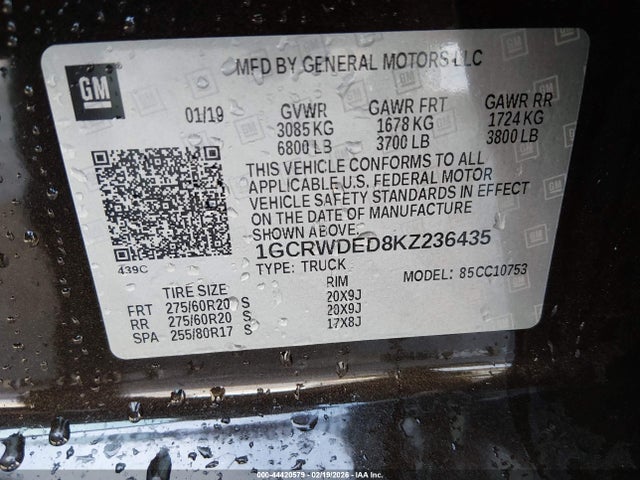 GM
MFD BY GENERAL MOTORS LLC
01/19 GVWR GAWR FRT GAWR RR
3085 KG 1678 KG 1724 KG
6800 LB 3700 LB 3800 LB
THIS VEHICLE CONFORMS TO ALL
APPLICABLE U.S. FEDERAL MOTOR
VEHICLE SAFETY STANDARDS IN EFFECT
ON THE DATE OF MANUFACTURE
SHOWN ABOVE.
1GCRWDED8KZ236435
439C TYPE: TRUCK MODEL: 85CC10753
TIRE SIZE RIM
FRT 275/60R20 S 20X9J
RR 275/60R20 S 20X9J
SPA 255/80R17 S 17X8J
000-44420579 - 02/19/2026 - IAA Inc.